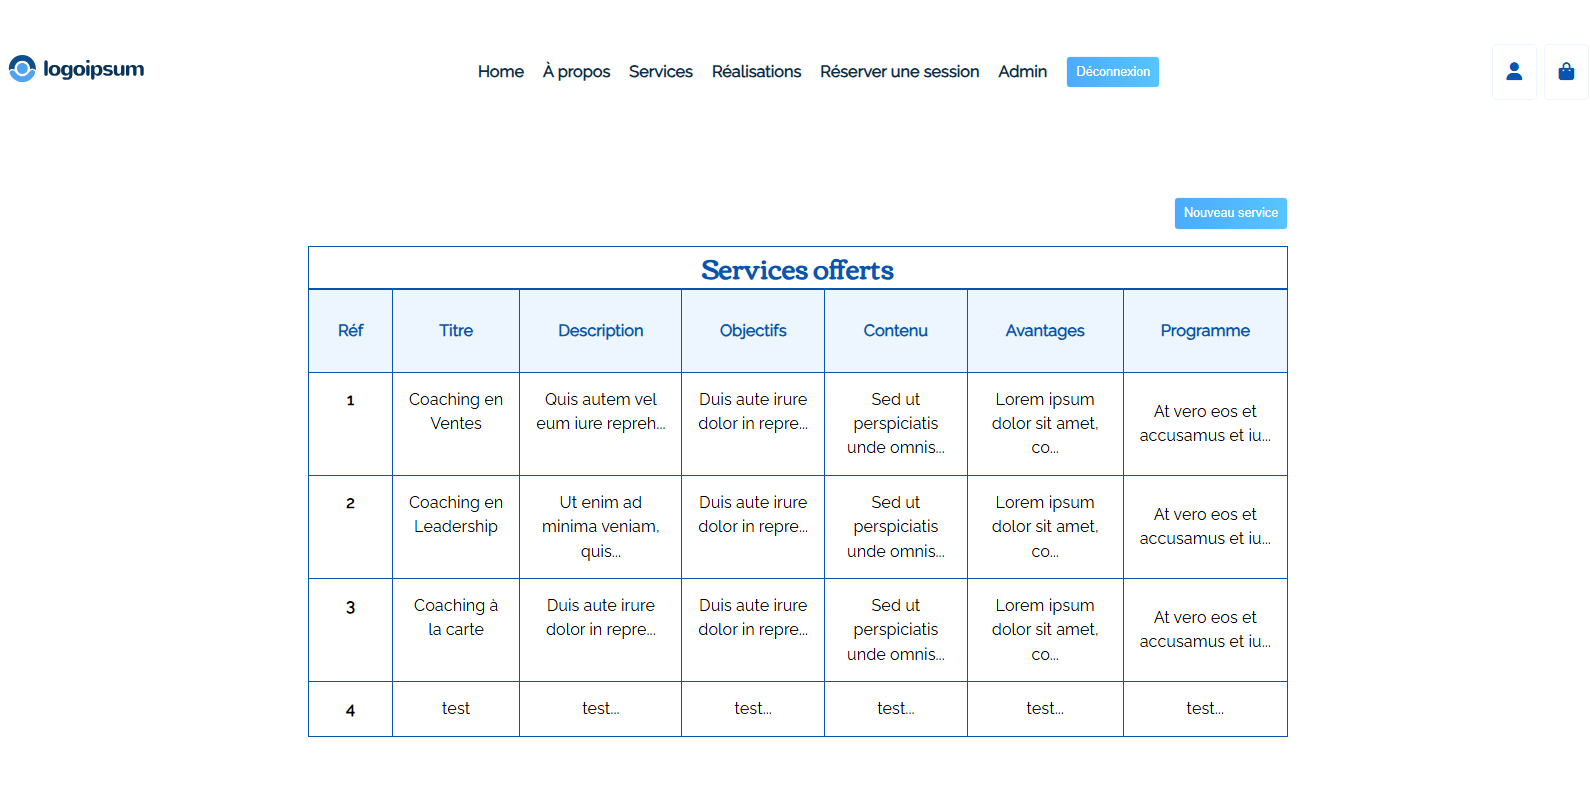 logoipsum
Home À propos Services Réalisations Réserver une session Admin Déconnexion
Nouveau service
Services offerts
Réf Titre Description Objectifs Contenu Avantages Programme
1
Coaching en
Ventes
Quis autem vel
eum iure repreh...
Duis aute irure
dolor in repre...
Sed ut
perspiciatis
unde omnis...
Lorem ipsum
dolor sit amet,
co...
At vero eos et
accusamus et iu...
2
Coaching en
Leadership
Ut enim ad
minima veniam,
quis...
Duis aute irure
dolor in repre...
Sed ut
perspiciatis
unde omnis...
Lorem ipsum
dolor sit amet,
co...
At vero eos et
accusamus et iu...
3
Coaching à
la carte
Duis aute irure
dolor in repre...
Duis aute irure
dolor in repre...
Sed ut
perspiciatis
unde omnis...
Lorem ipsum
dolor sit amet,
co...
At vero eos et
accusamus et iu...
4 test test... test... test... test... test...